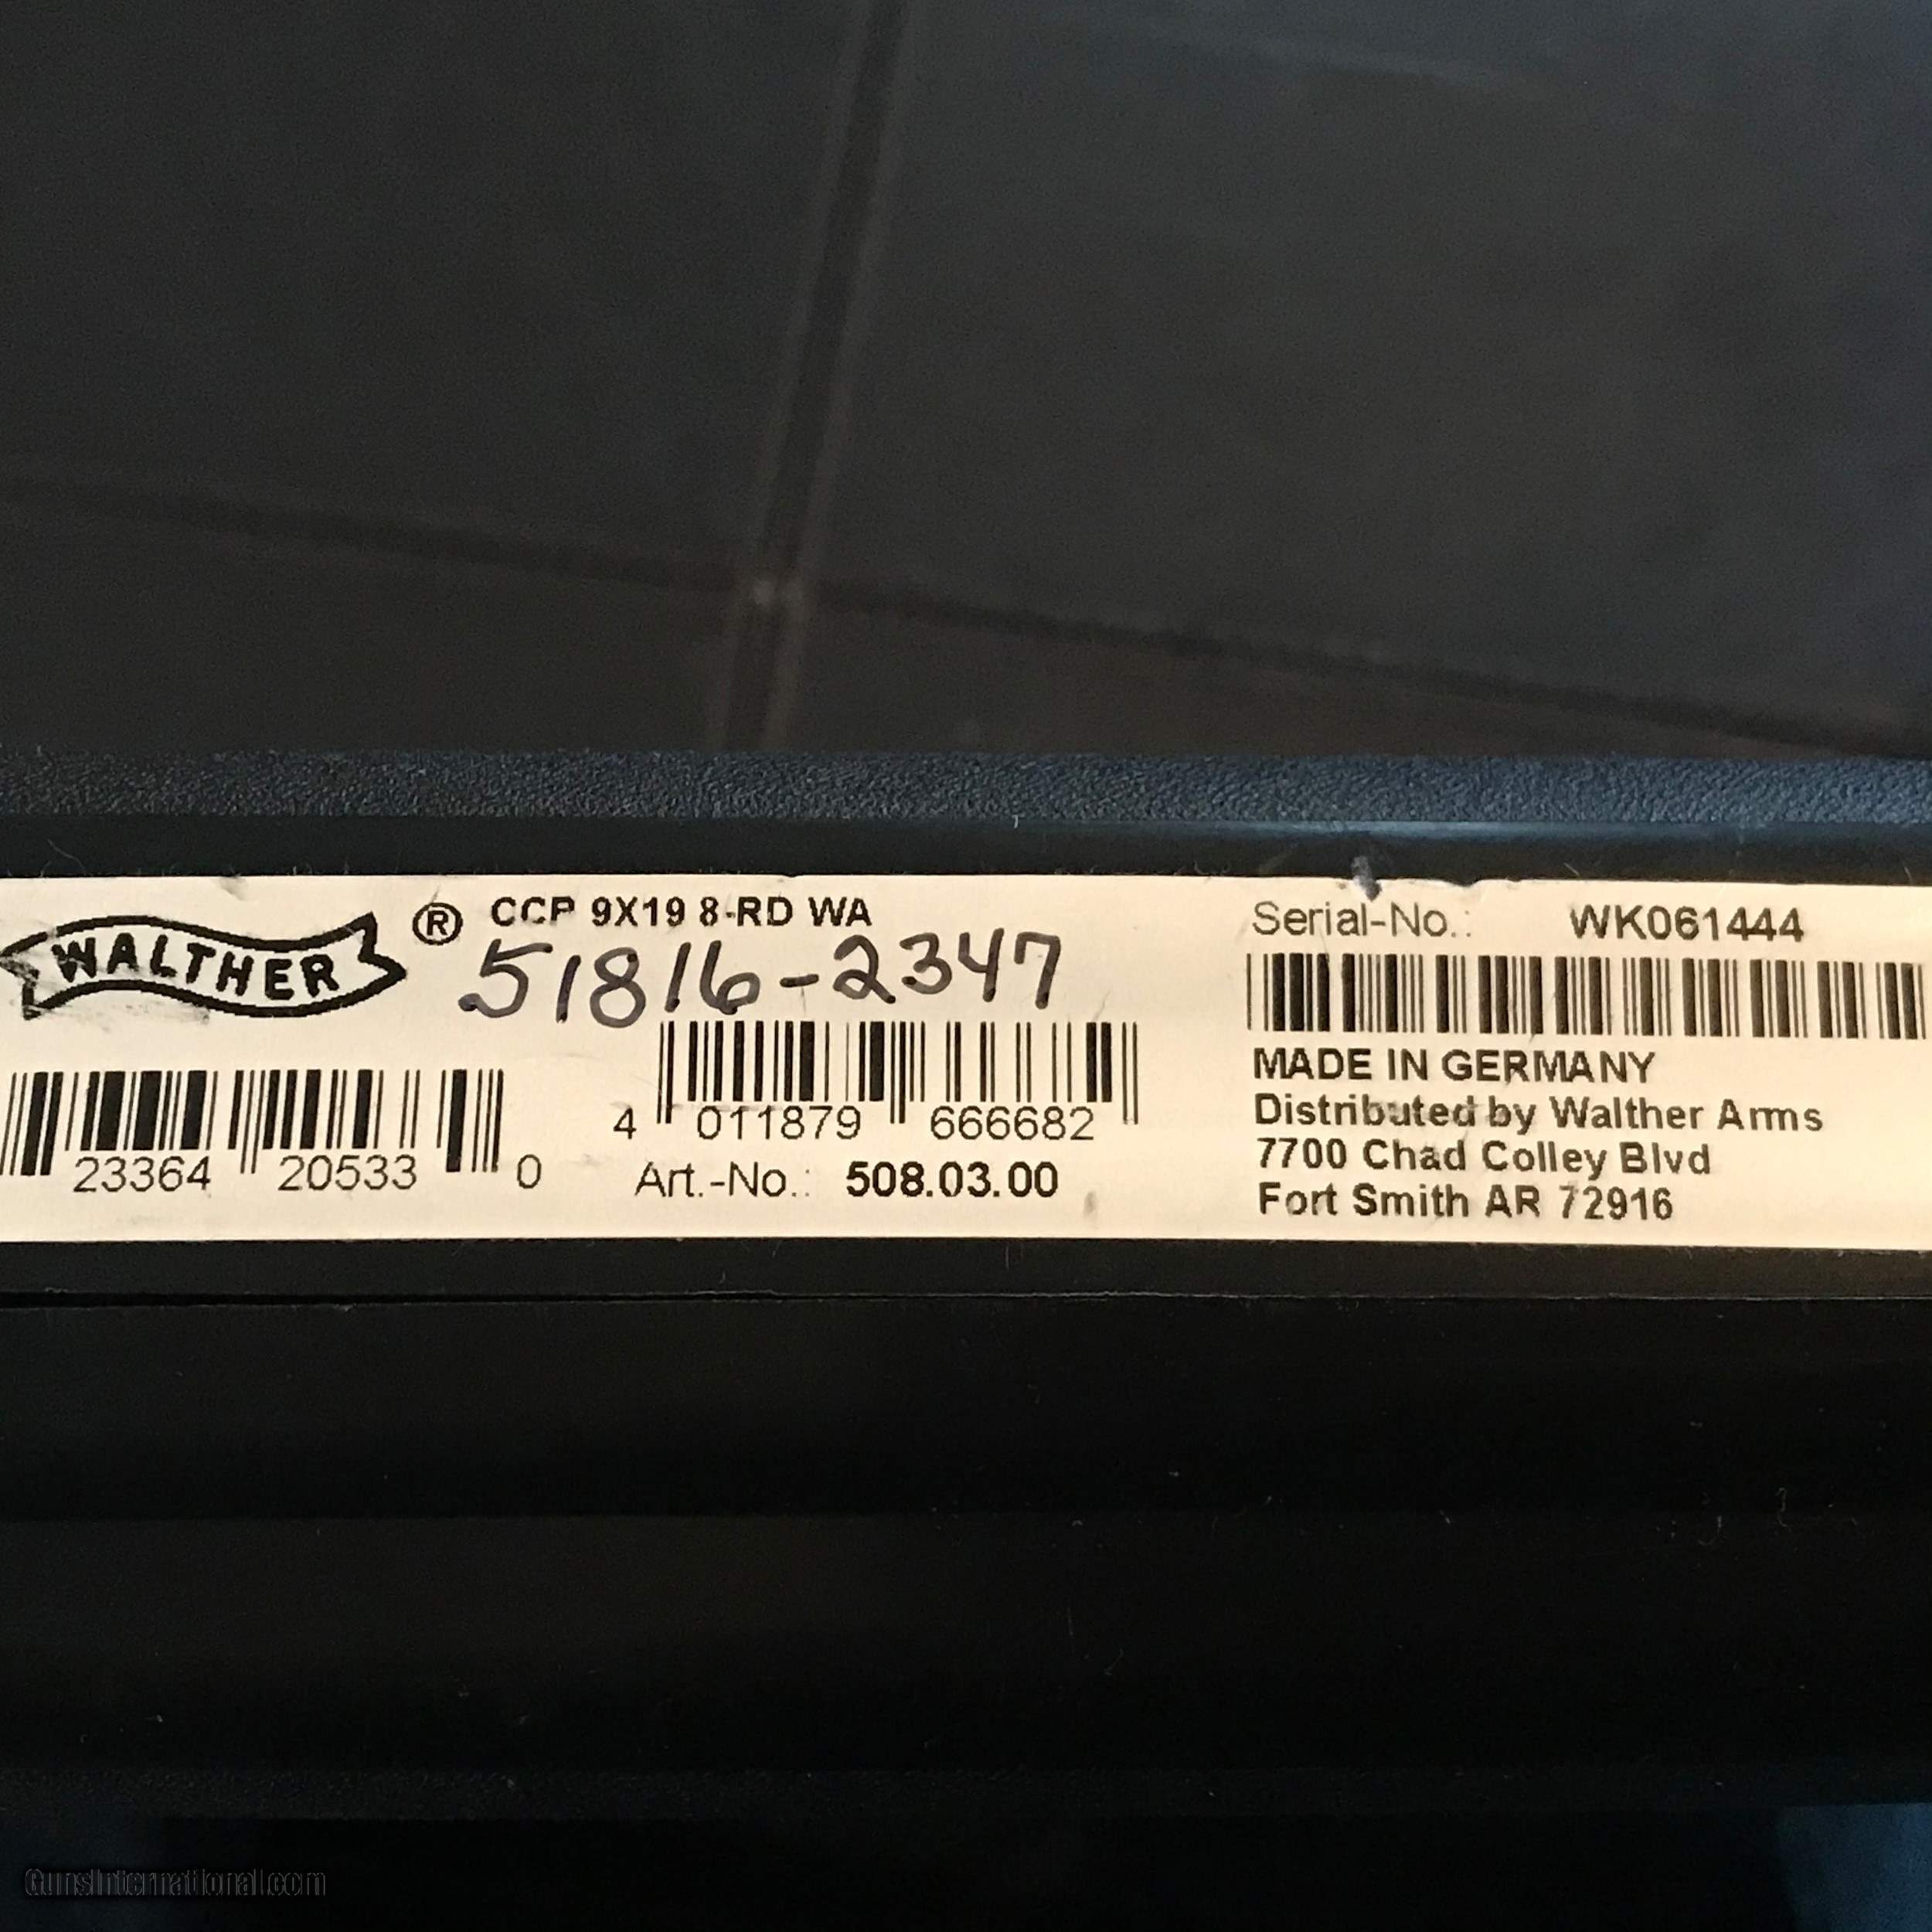 WALTHER ®
CCP 9X19 8-RD WA
51816-2347
23364 20533 0
4 011879 666682
Art.-No.: 508.03.00
Serial-No.: WK061444
MADE IN GERMANY
Distributed by Walther Arms
7700 Chad Colley Blvd
Fort Smith AR 72916
GunsInternational.com